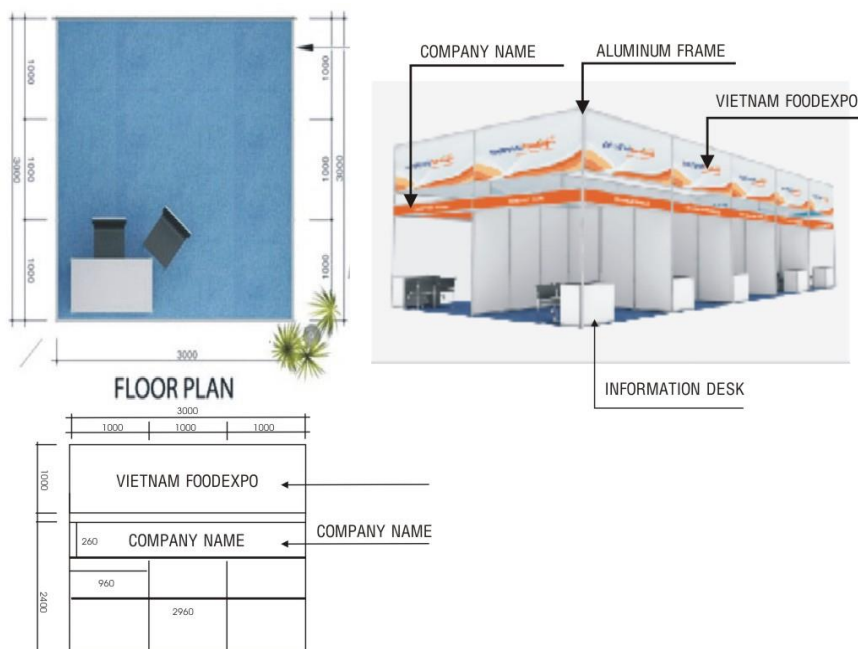 COMPANY NAME
ALUMINUM FRAME
VIETNAM FOODEXPO
INFORMATION DESK
1000
1000
1000
3000
1000
1000
1000
3000
3000
FLOOR PLAN
3000
1000
1000
1000
1000
VIETNAM FOODEXPO
260
COMPANY NAME
COMPANY NAME
960
2400
2960